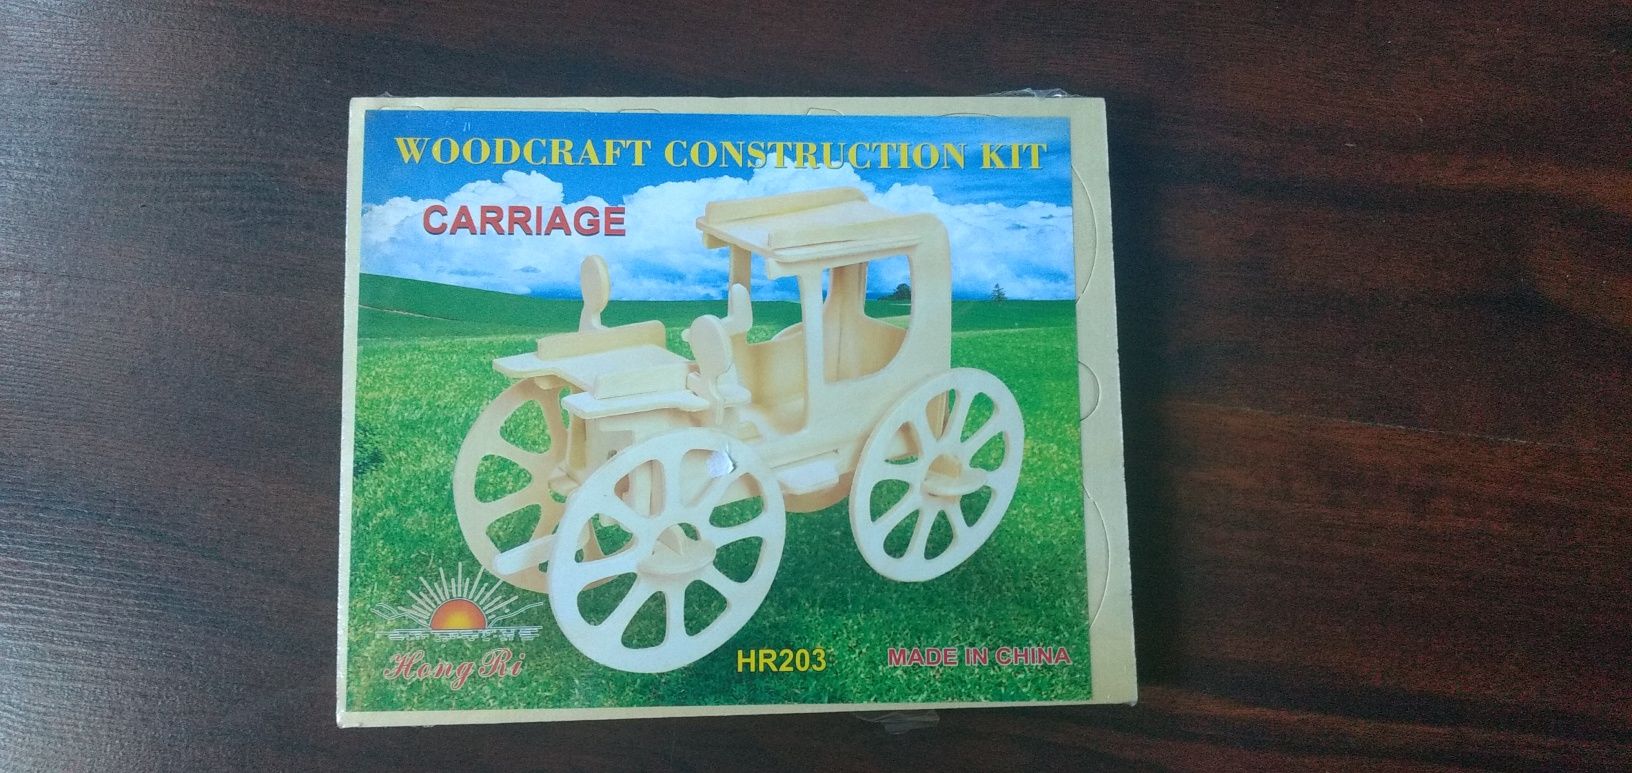 WOODCRAFT CONSTRUCTION KIT
CARRIAGE
Hong Ri
HR203
MADE IN CHINA